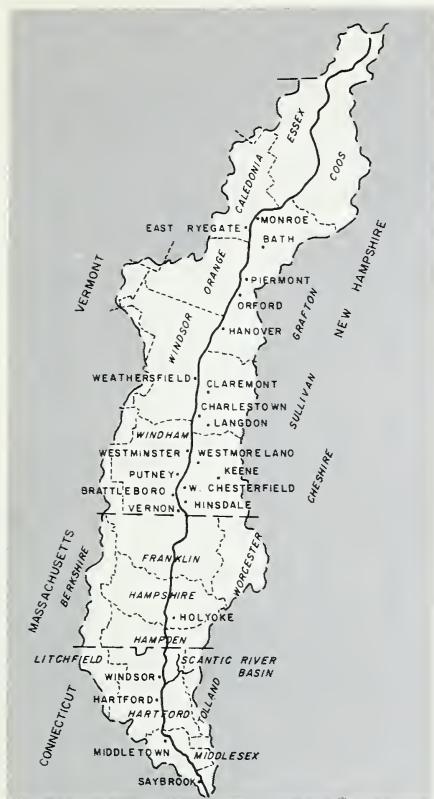 ESSEX
COOS
CALEDONIA
EAST RYEGATE
MONROE
BATH
VERMONT
ORANGE
PIERMONT
ORFORD
GRAFTON
NEW HAMPSHIRE
WINDSOR
HANOVER
WEATHERSFIELD
CLAREMONT
SULLIVAN
CHARLESTOWN
LANGDON
WINDHAM
WESTMINSTER
WESTMORELAND
PUTNEY
KEENE
CHESHIRE
BRATTLEBORO
W. CHESTERFIELD
VERNON
HINSDALE
MASSACHUSETTS
BERKSHIRE
FRANKLIN
WORCESTER
HAMPSHIRE
HOLYOKE
HAMPDEN
LITCHFIELD
SCANTIC RIVER
BASIN
WINDSOR
HARTFORD
HARTFORD
TOLLAND
CONNECTICUT
MIDDLETOWN
MIDDLESEX
SAYBROOK